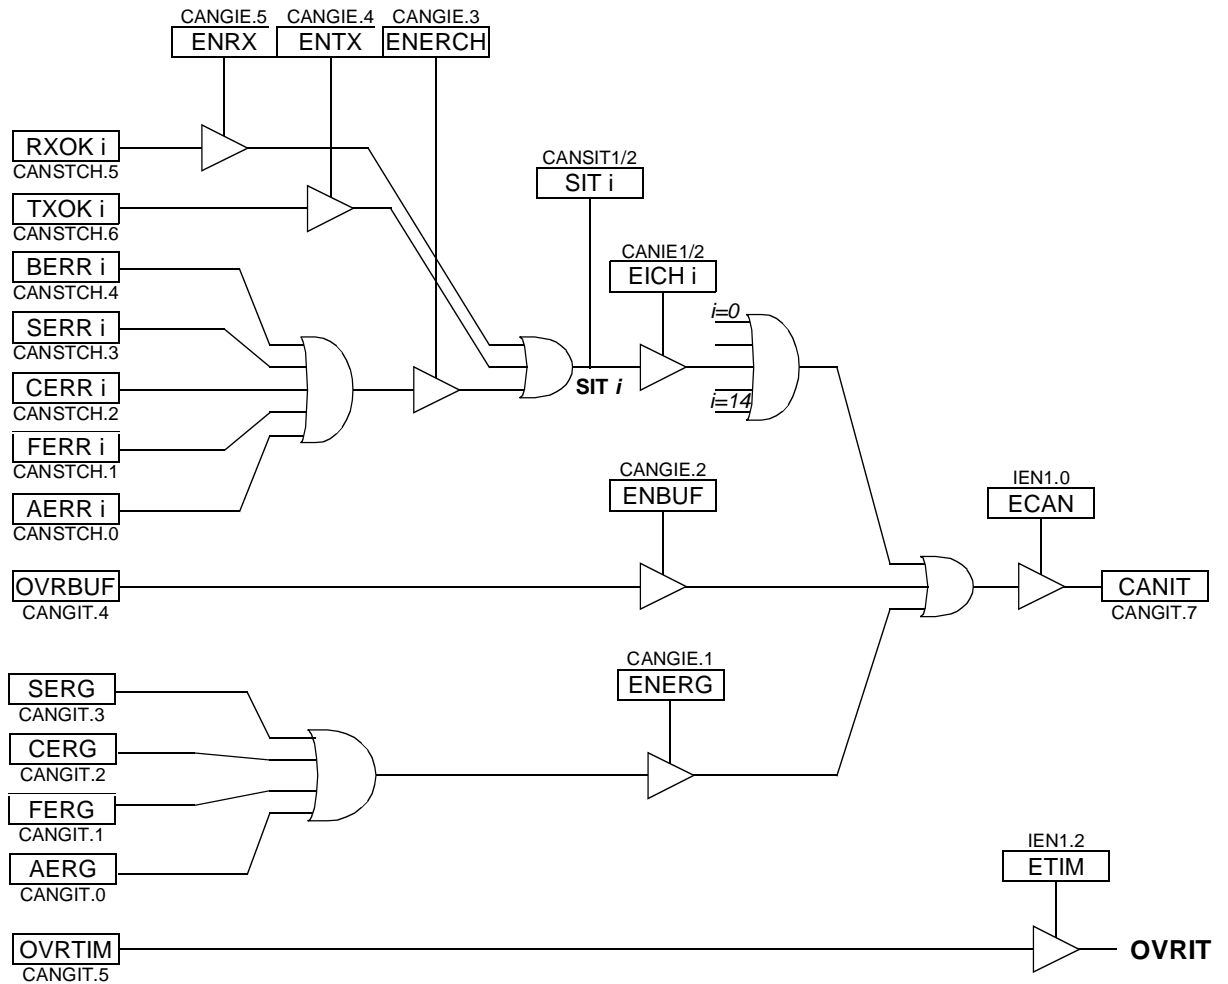 CANGIE.5 CANGIE.4 CANGIE.3
ENRX ENTX ENERCH
RXOK i
CANSTCH.5
TXOK i
CANSTCH.6
BERR i
CANSTCH.4
SERR i
CANSTCH.3
CERR i
CANSTCH.2
FERR i
CANSTCH.1
AERR i
CANSTCH.0
CANSIT1/2
SIT i
SIT i
CANIE1/2
EICH i
i=0
i=14
CANGIE.2
ENBUF
IEN1.0
ECAN
OVRBUF
CANGIT.4
CANIT
CANGIT.7
CANGIE.1
ENERG
SERG
CANGIT.3
CERG
CANGIT.2
FERG
CANGIT.1
AERG
CANGIT.0
IEN1.2
ETIM
OVRTIM
CANGIT.5
OVRIT